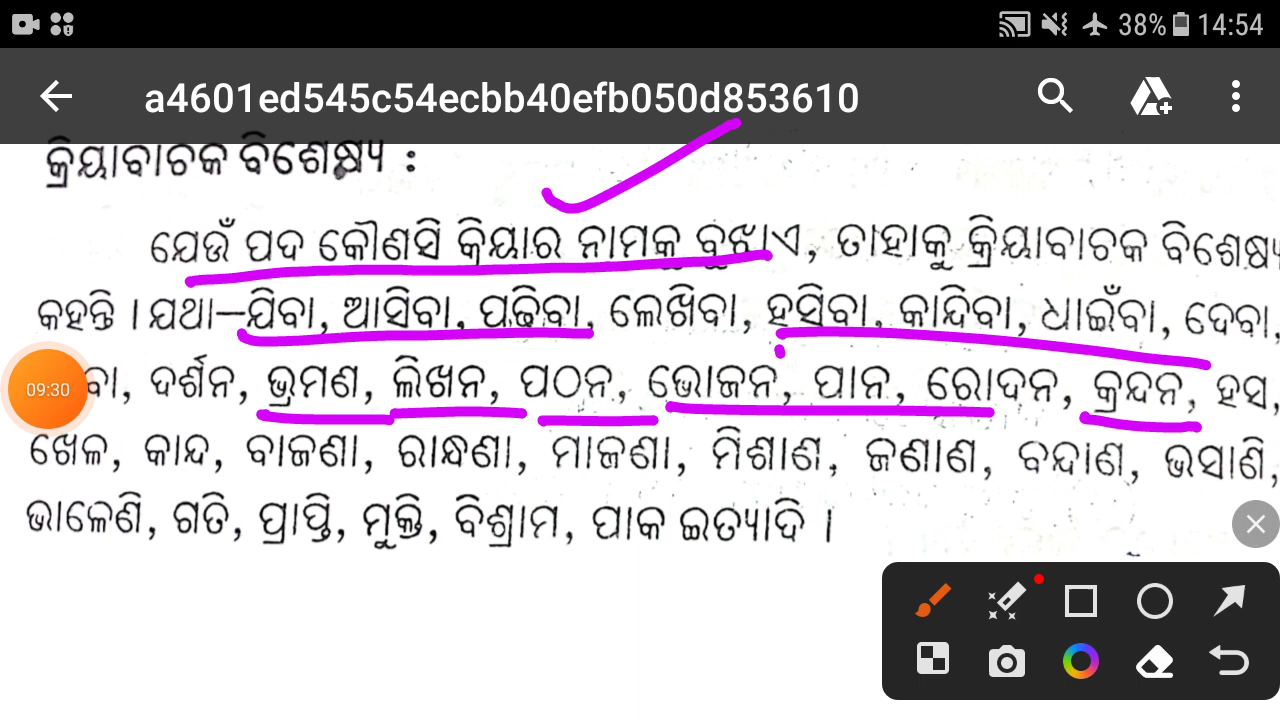 38% 14:54
a4601ed545c54ecbb40efb050d853610
କ୍ରିୟାବାଚକ ବିଶେଷ୍ୟ :
ଯେଉଁ ପଦ କୌଣସି କ୍ରିୟାର ନାମକୁ ବୁଝାଏ, ତାହାକୁ କ୍ରିୟାବାଚକ ବିଶେଷ୍ୟ
କହନ୍ତି । ଯଥା–ଯିବା, ଆସିବା, ପଢ଼ିବା, ଲେଖିବା, ହସିବା, କାନ୍ଦିବା, ଧାଇଁବା, ଦେବା,
09:30 ବା, ଦର୍ଶନ, ଭ୍ରମଣ, ଲିଖନ, ପଠନ, ଭୋଜନ, ପାନ, ରୋଦନ, କ୍ରନ୍ଦନ, ହସ,
ଖେଳ, କାନ୍ଦ, ବାଜଣା, ରାନ୍ଧଣା, ମାଜଣା, ମିଶାଣ, ଜଣାଣ, ବନ୍ଦାଣ, ଭସାଣି,
ଭାଳେଣି, ଗତି, ପ୍ରାପ୍ତି, ମୁକ୍ତି, ବିଶ୍ରାମ, ପାକ ଇତ୍ୟାଦି ।